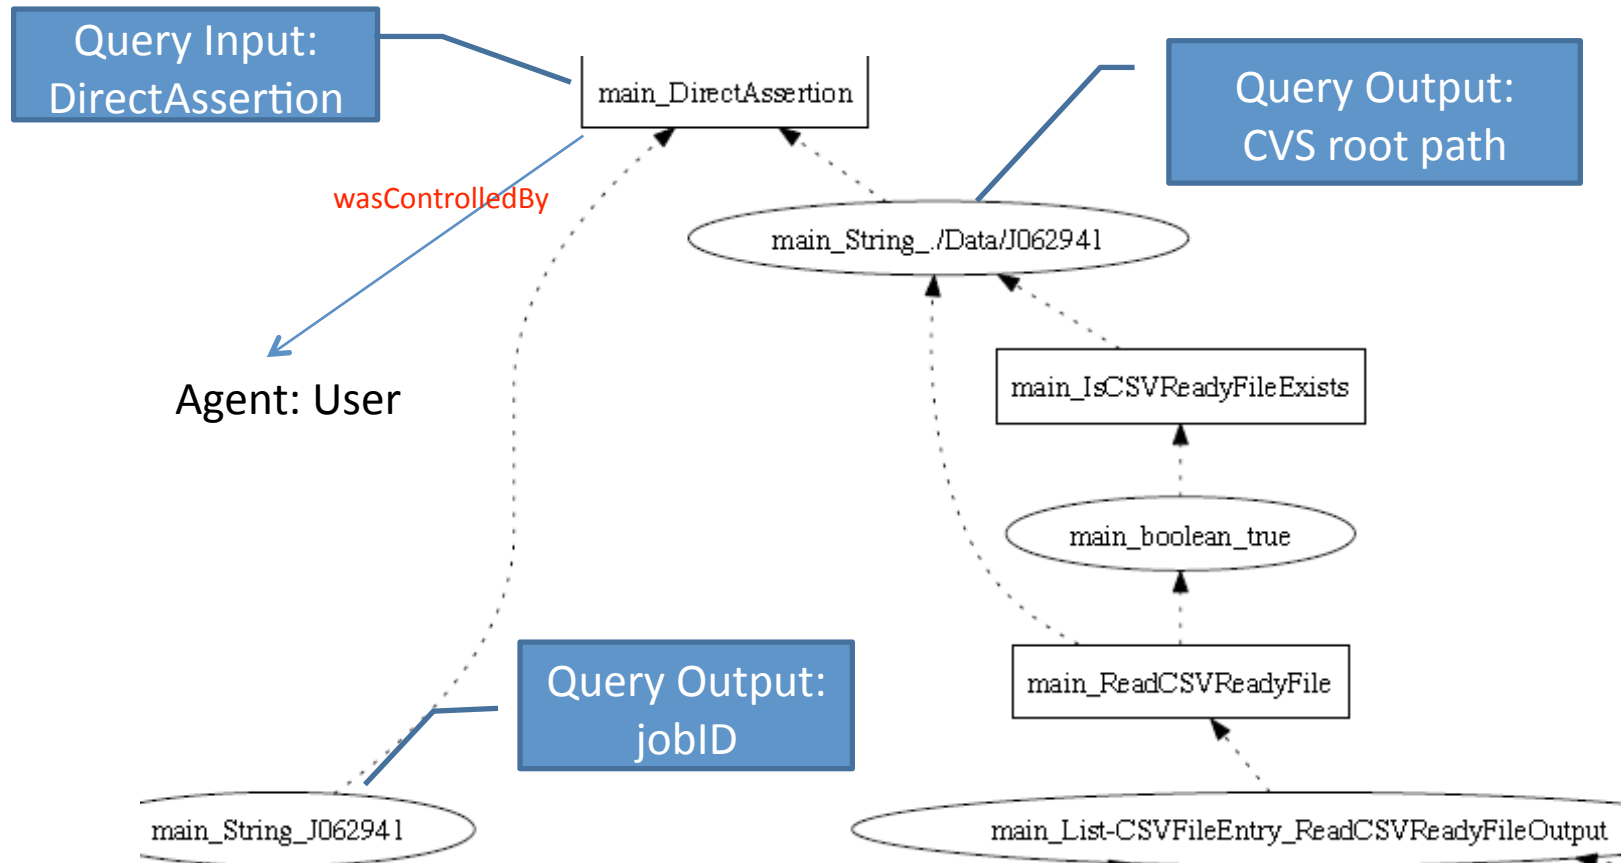 Query Input:
DirectAssertion
main_DirectAssertion
Query Output:
CVS root path
wasControlledBy
main_String_./Data/J062941
Agent: User
main_IsCSVReadyFileExists
main_boolean_true
Query Output:
jobID
main_ReadCSVReadyFile
main_String_J062941
main_List-CSVFileEntry_ReadCSVReadyFileOutput